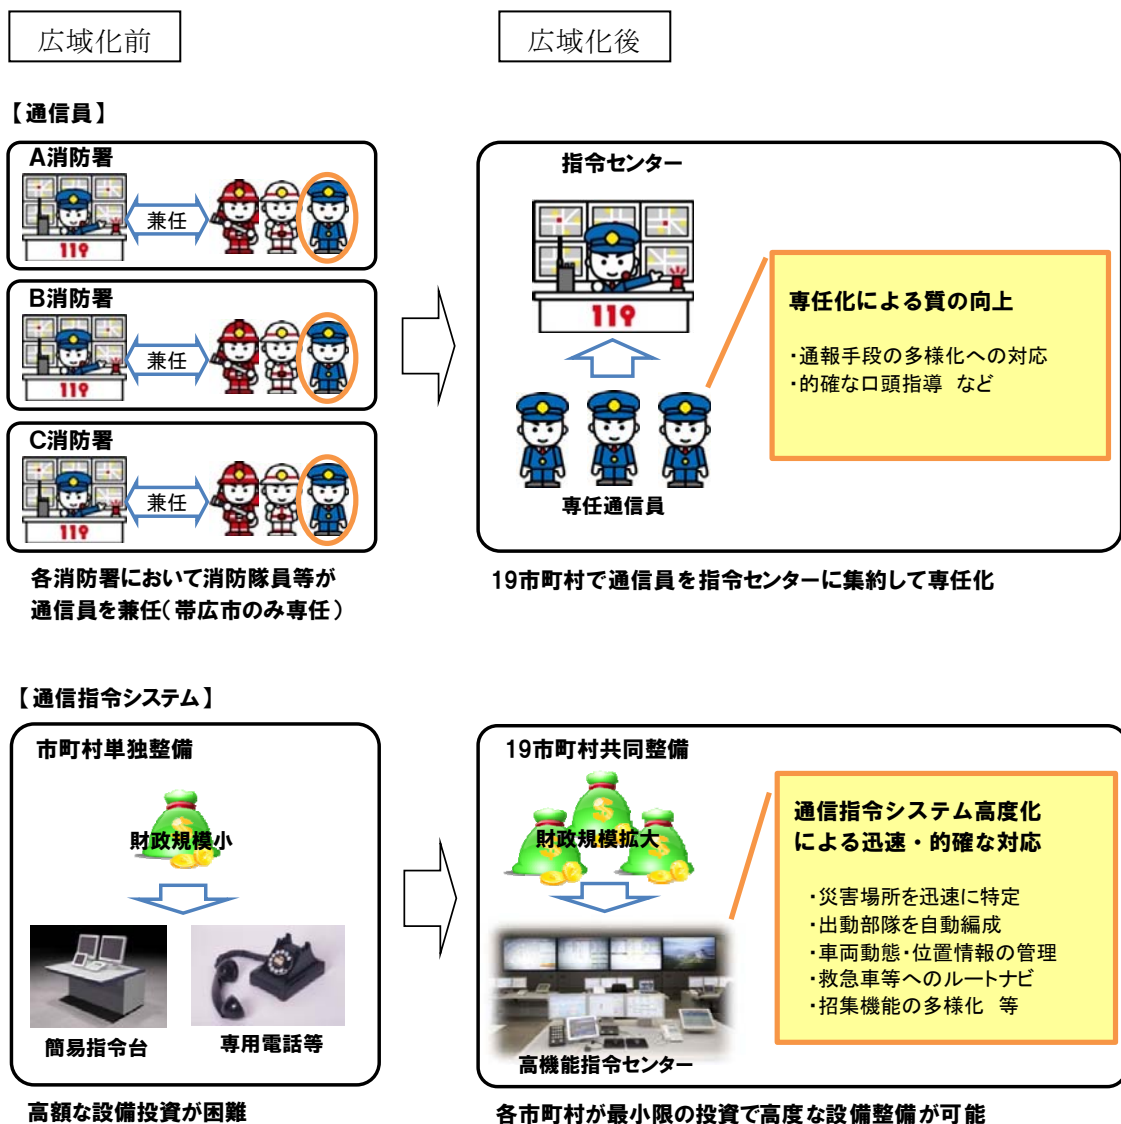 広域化前
広域化後
【通信員】
A消防署
119
兼任
B消防署
119
兼任
C消防署
119
兼任
各消防署において消防隊員等が
通信員を兼任(帯広市のみ専任)
指令センター
119
専任通信員
専任化による質の向上
・通報手段の多様化への対応
・的確な口頭指導 など
19市町村で通信員を指令センターに集約して専任化
【通信指令システム】
市町村単独整備
財政規模小
簡易指令台
専用電話等
高額な設備投資が困難
19市町村共同整備
財政規模拡大
高機能指令センター
通信指令システム高度化
による迅速・的確な対応
・災害場所を迅速に特定
・出動部隊を自動編成
・車両動態・位置情報の管理
・救急車等へのルートナビ
・招集機能の多様化 等
各市町村が最小限の投資で高度な設備整備が可能